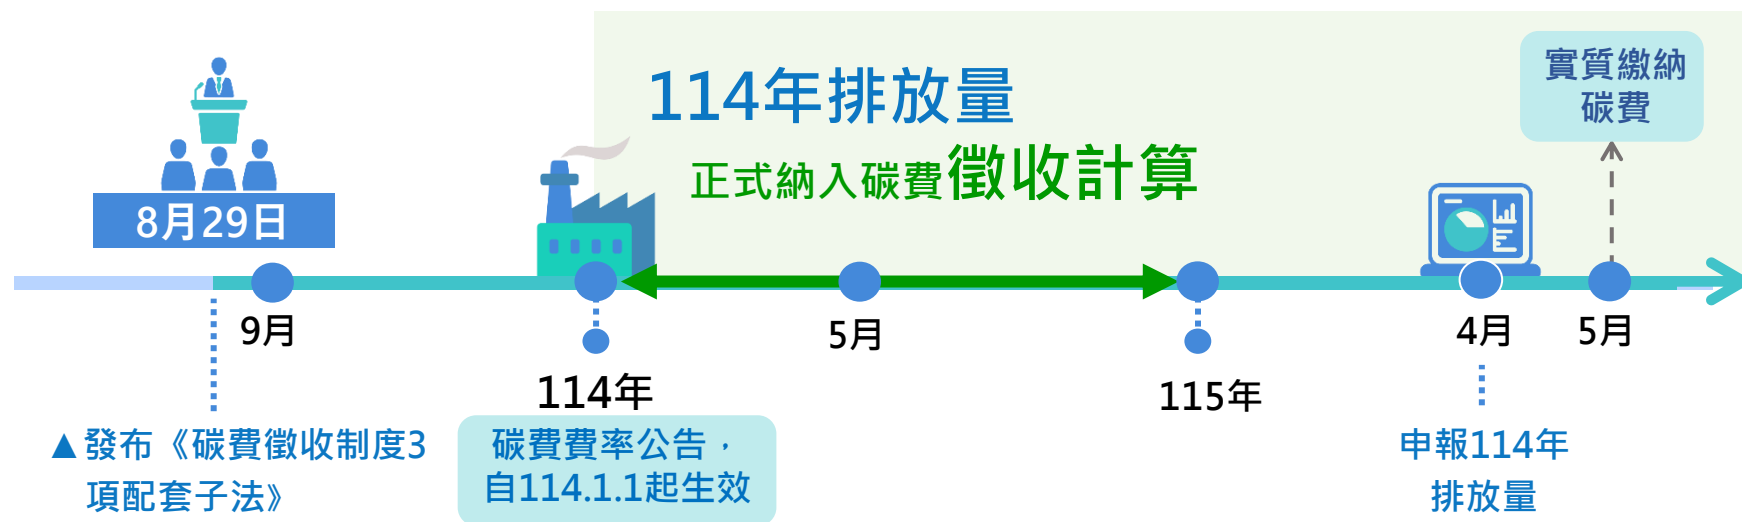 114年排放量
正式納入碳費徵收計算
實質繳納
碳費
8月29日
9月
5月
4月
5月
114年
115年
▲發布《碳費徵收制度3
項配套子法》
碳費費率公告，
自114.1.1起生效
申報114年
排放量